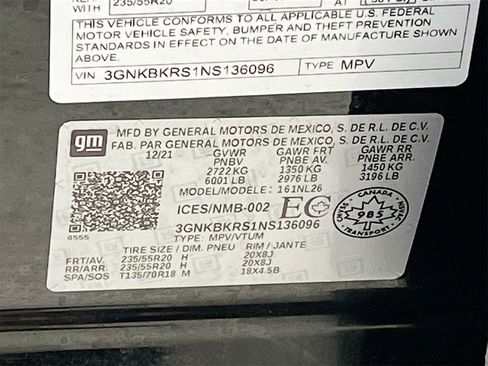 WITH 235/55R20 AT
THIS VEHICLE CONFORMS TO ALL APPLICABLE U.S. FEDERAL
MOTOR VEHICLE SAFETY, BUMPER AND THEFT PREVENTION
STANDARDS IN EFFECT ON THE DATE OF MANUFACTURE SHOWN
ABOVE.
VIN 3GNKBKRS1NS136096 TYPE MPV
gm MFD BY GENERAL MOTORS DE MEXICO, S. DE R.L. DE C.V.
FAB. PAR GENERAL MOTORS DE MEXICO, S. DE R.L. DE C.V.
12/21 GVWR GAWR FRT GAWR RR
PNBV PNBE AV. PNBE ARR.
2722 KG 1350 KG 1450 KG
6001 LB 2976 LB 3196 LB
MODEL/MODÈLE: 161NL26
ICES/NMB-002 EC
CANADA
985
TRANSPORT
3GNKBKRS1NS136096
TYPE: MPV/VTUM
8555
TIRE SIZE / DIM. PNEU RIM / JANTE
FRT/AV. 235/55R20 H 20X8J
RR/ARR. 235/55R20 H 20X8J
SPA/SOS T135/70R18 M 18X4.5B